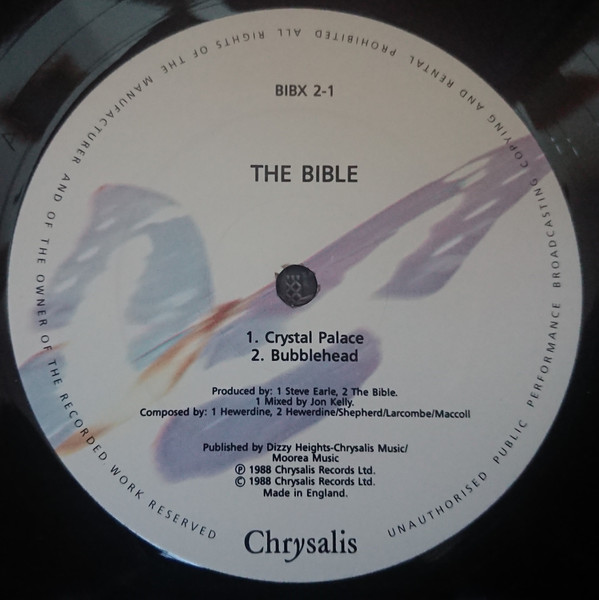 BIBX 2-1
THE BIBLE
1. Crystal Palace
2. Bubblehead
Produced by: 1 Steve Earle, 2 The Bible.
1 Mixed by Jon Kelly.
Composed by: 1 Hewerdine, 2 Hewerdine/Shepherd/Larcombe/Maccoll
Published by Dizzy Heights-Chrysalis Music/
Moorea Music
℗ 1988 Chrysalis Records Ltd.
© 1988 Chrysalis Records Ltd.
Made in England.
Chrysalis
ALL RIGHTS OF THE MANUFACTURER AND OF THE OWNER OF THE RECORDED WORK RESERVED UNAUTHORISED PUBLIC PERFORMANCE BROADCASTING COPYING AND RENTAL PROHIBITED